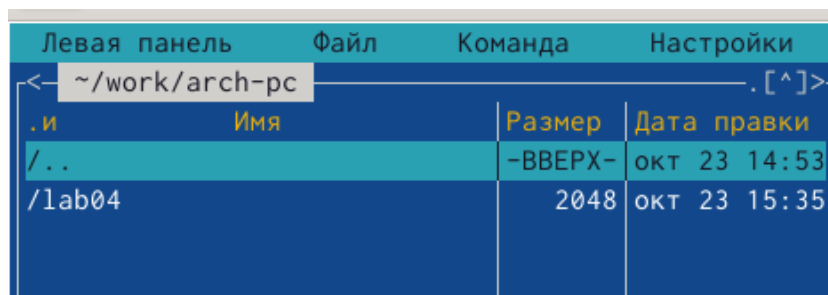 Левая панель Файл Команда Настройки
<- ~/work/arch-pc .[^]>
.и Имя Размер Дата правки
/.. -ВВЕРХ- окт 23 14:53
/lab04 2048 окт 23 15:35